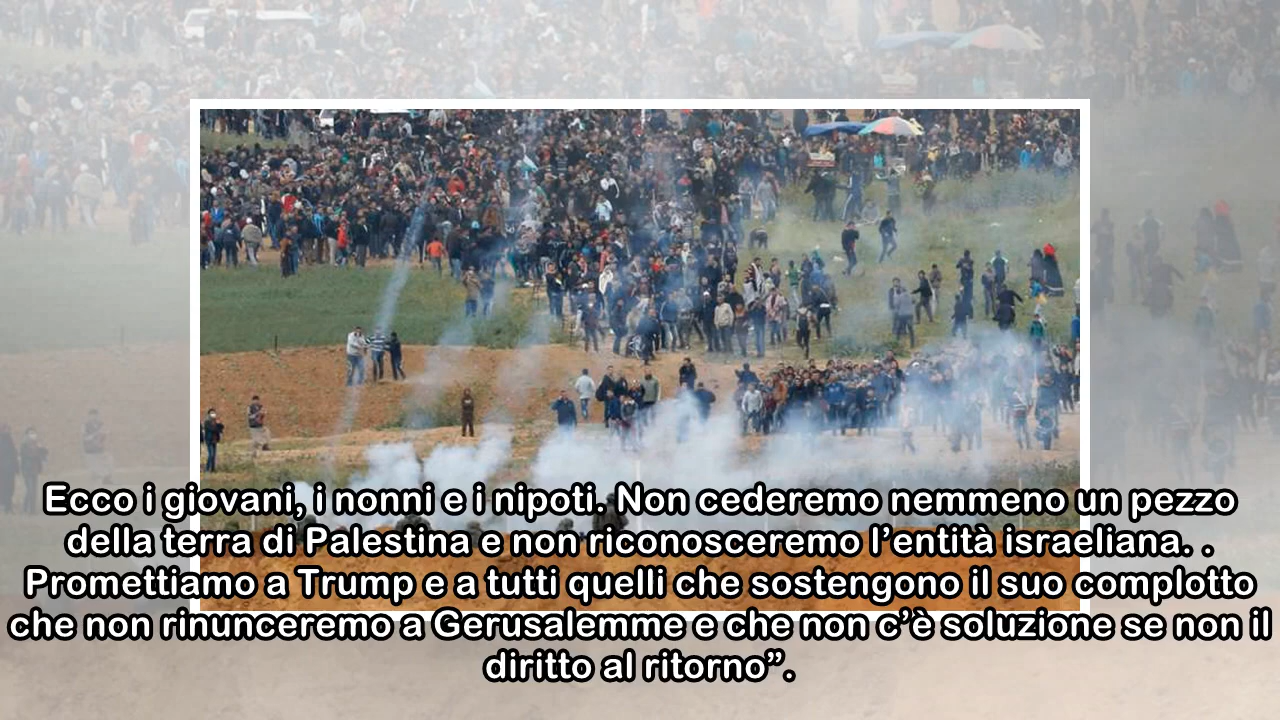 Ecco i giovani, i nonni e i nipoti. Non cederemo nemmeno un pezzo
della terra di Palestina e non riconosceremo l’entità israeliana. .
Promettiamo a Trump e a tutti quelli che sostengono il suo complotto
che non rinunceremo a Gerusalemme e che non c’è soluzione se non il
diritto al ritorno”.